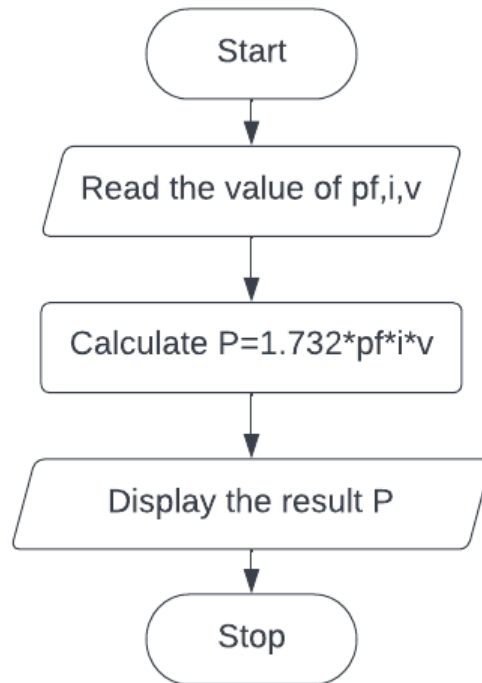 Start
Read the value of pf,i,v
Calculate P=1.732*pf*i*v
Display the result P
Stop